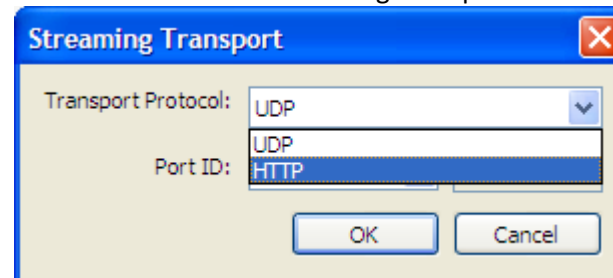 Streaming Transport
Transport Protocol: UDP
UDP
Port ID: HTTP
OK Cancel